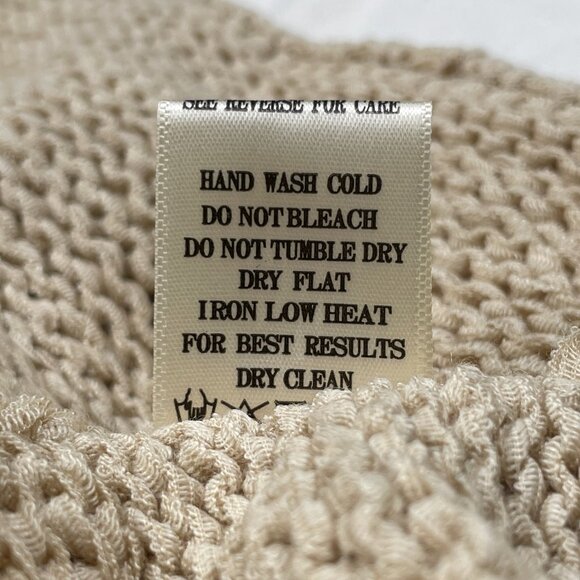 SEE REVERSE FOR CARE
HAND WASH COLD
DO NOT BLEACH
DO NOT TUMBLE DRY
DRY FLAT
IRON LOW HEAT
FOR BEST RESULTS
DRY CLEAN